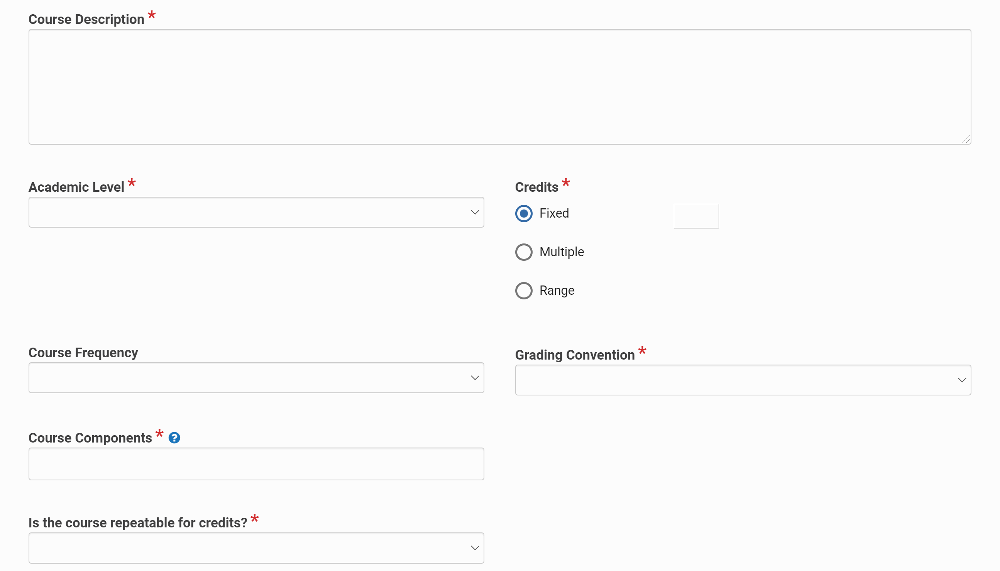 Course Description *
Academic Level *
Credits *
Fixed
Multiple
Range
Course Frequency
Grading Convention *
Course Components * ?
Is the course repeatable for credits? *